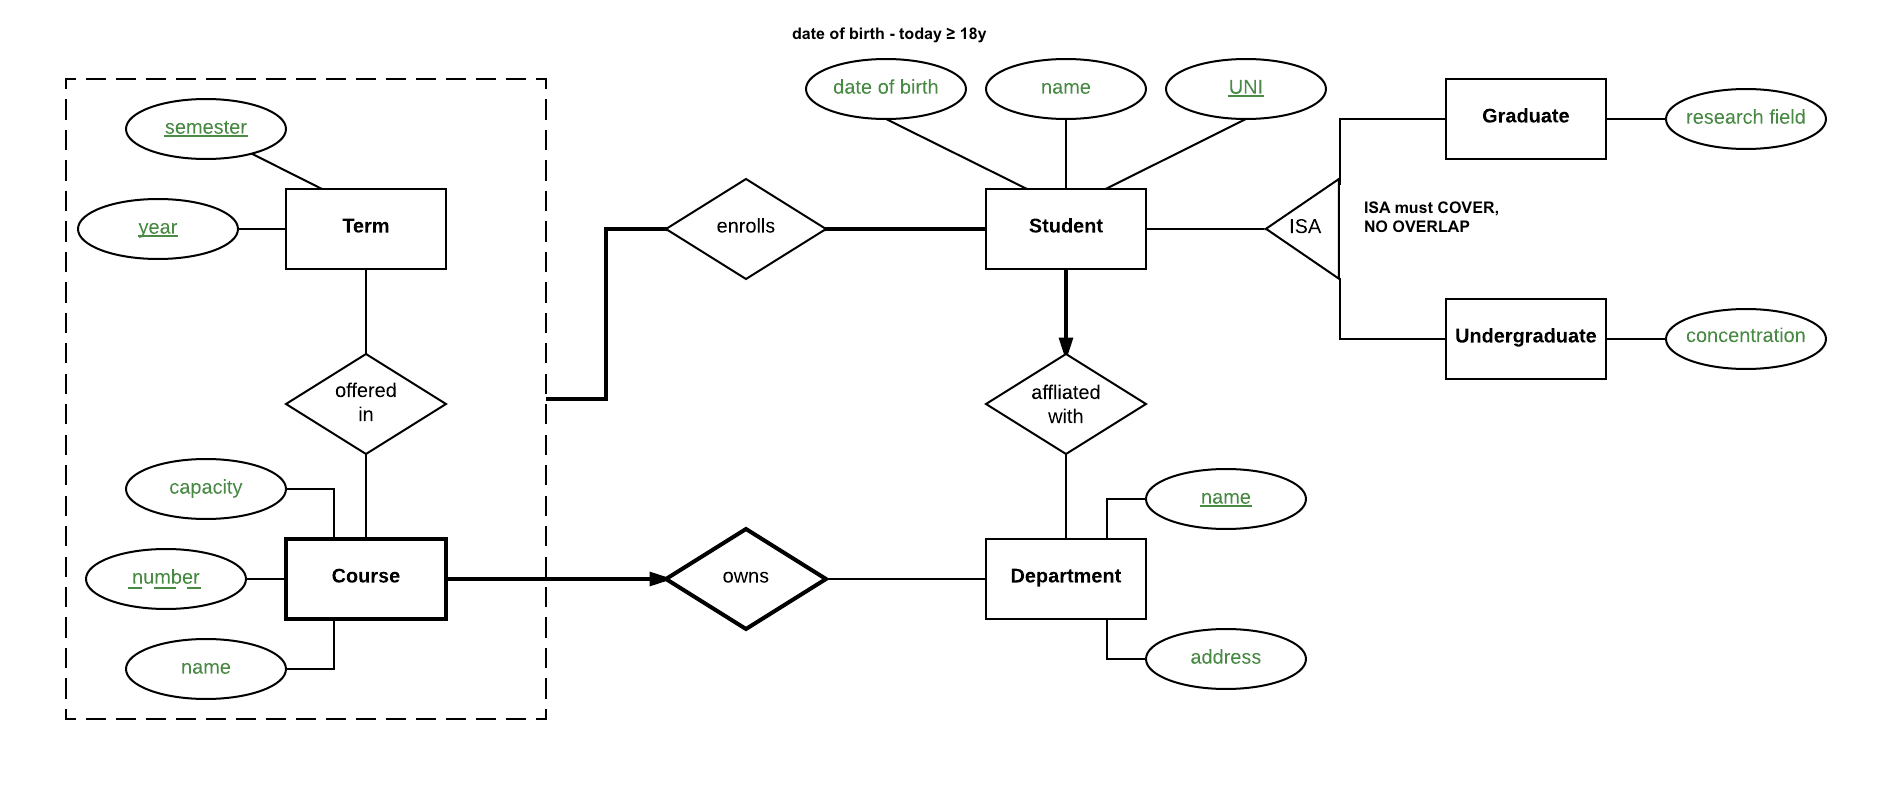 date of birth - today ≥ 18y
date of birth
name
UNI
Graduate
research field
semester
Term
year
enrolls
Student
ISA
ISA must COVER,
NO OVERLAP
Undergraduate
concentration
offered
in
affliated
with
capacity
name
number
Course
owns
Department
name
address